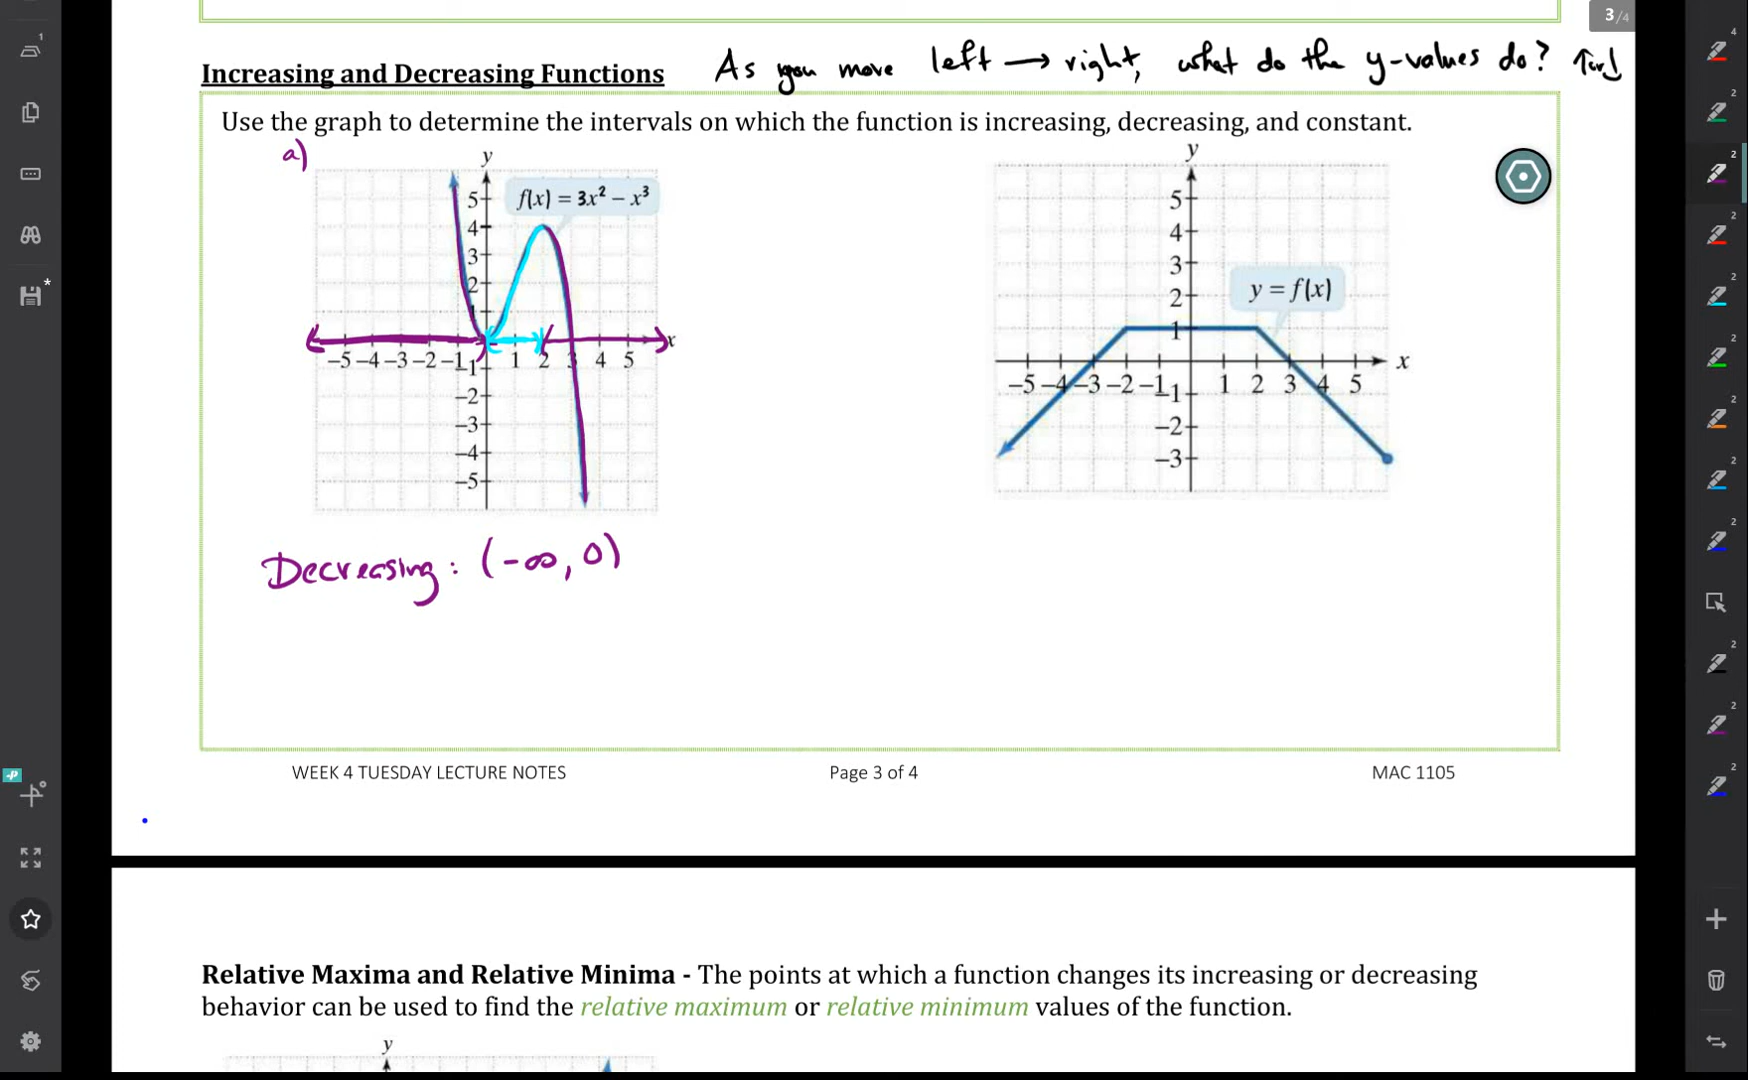 3/4
Increasing and Decreasing Functions As you move left → right, what do the y-values do?
Use the graph to determine the intervals on which the function is increasing, decreasing, and constant.
a)
y
f(x) = 3x² − x³
5
4
3
2
1
−5 −4 −3 −2 −1 1 2 3 4 5 x
−1
−2
−3
−4
−5
y
5
4
3
2
1
y = f(x)
−5 −4 −3 −2 −1 1 2 3 4 5 x
−1
−2
−3
Decreasing: (-∞, 0)
WEEK 4 TUESDAY LECTURE NOTES Page 3 of 4 MAC 1105
Relative Maxima and Relative Minima - The points at which a function changes its increasing or decreasing
behavior can be used to find the relative maximum or relative minimum values of the function.
y